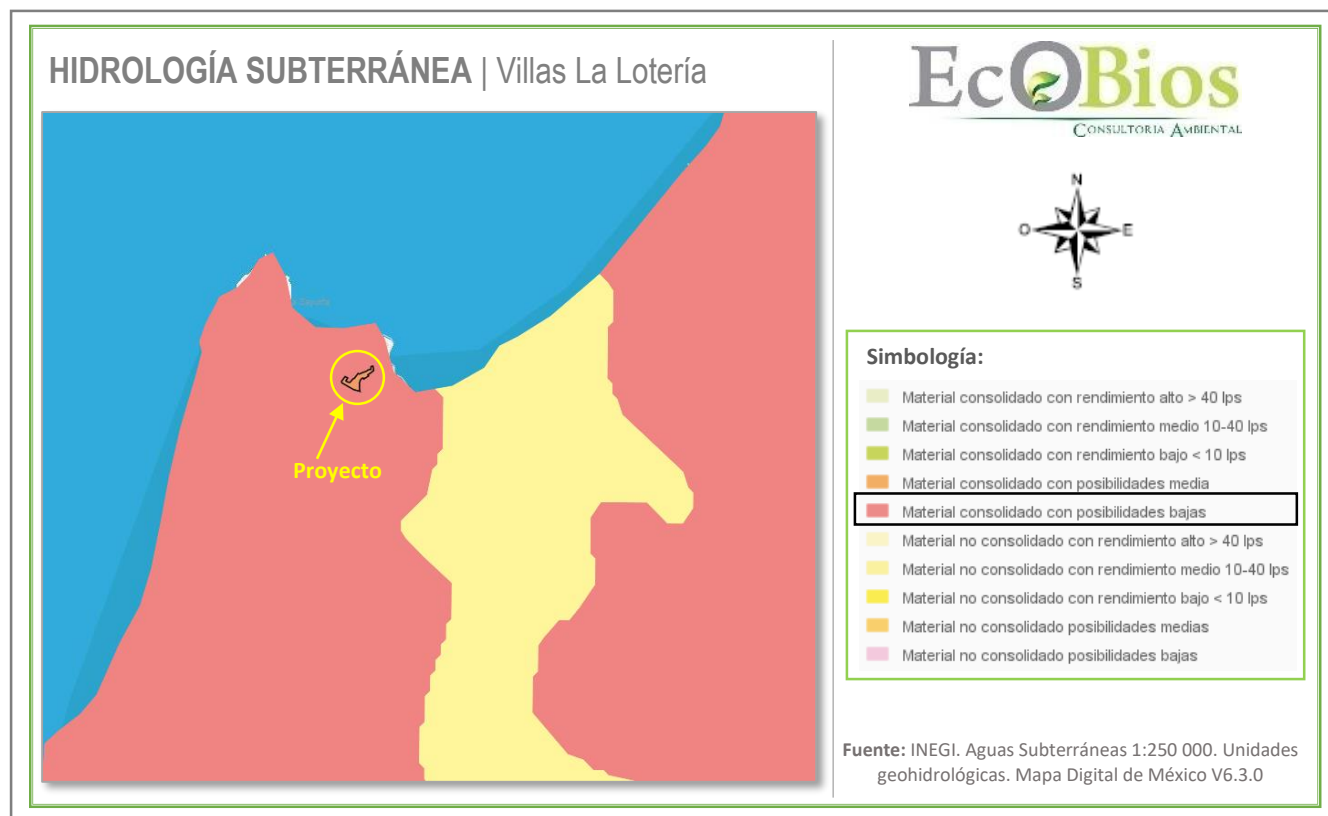 HIDROLOGÍA SUBTERRÁNEA | Villas La Lotería
Proyecto
EcOBios
CONSULTORIA AMBIENTAL
N
O E
S
Simbología:
Material consolidado con rendimiento alto > 40 lps
Material consolidado con rendimiento medio 10-40 lps
Material consolidado con rendimiento bajo < 10 lps
Material consolidado con posibilidades media
Material consolidado con posibilidades bajas
Material no consolidado con rendimiento alto > 40 lps
Material no consolidado con rendimiento medio 10-40 lps
Material no consolidado con rendimiento bajo < 10 lps
Material no consolidado posibilidades medias
Material no consolidado posibilidades bajas
Fuente: INEGI. Aguas Subterráneas 1:250 000. Unidades
geohidrológicas. Mapa Digital de México V6.3.0